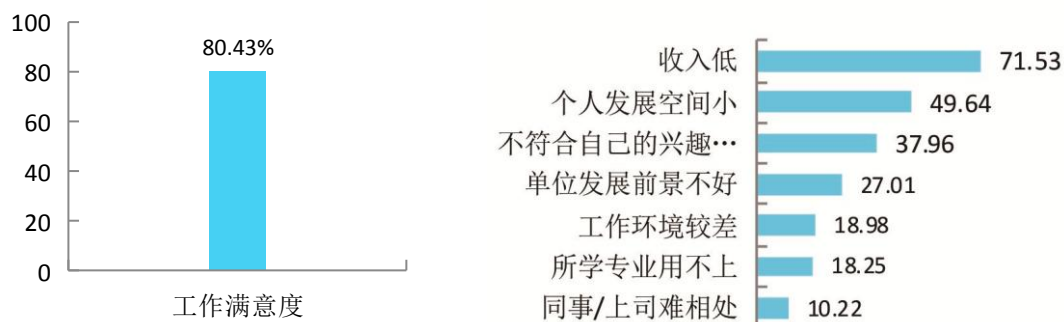 100
80.43%
80
60
40
20
0
工作满意度
收入低 71.53
个人发展空间小 49.64
不符合自己的兴趣… 37.96
单位发展前景不好 27.01
工作环境较差 18.98
所学专业用不上 18.25
同事/上司难相处 10.22